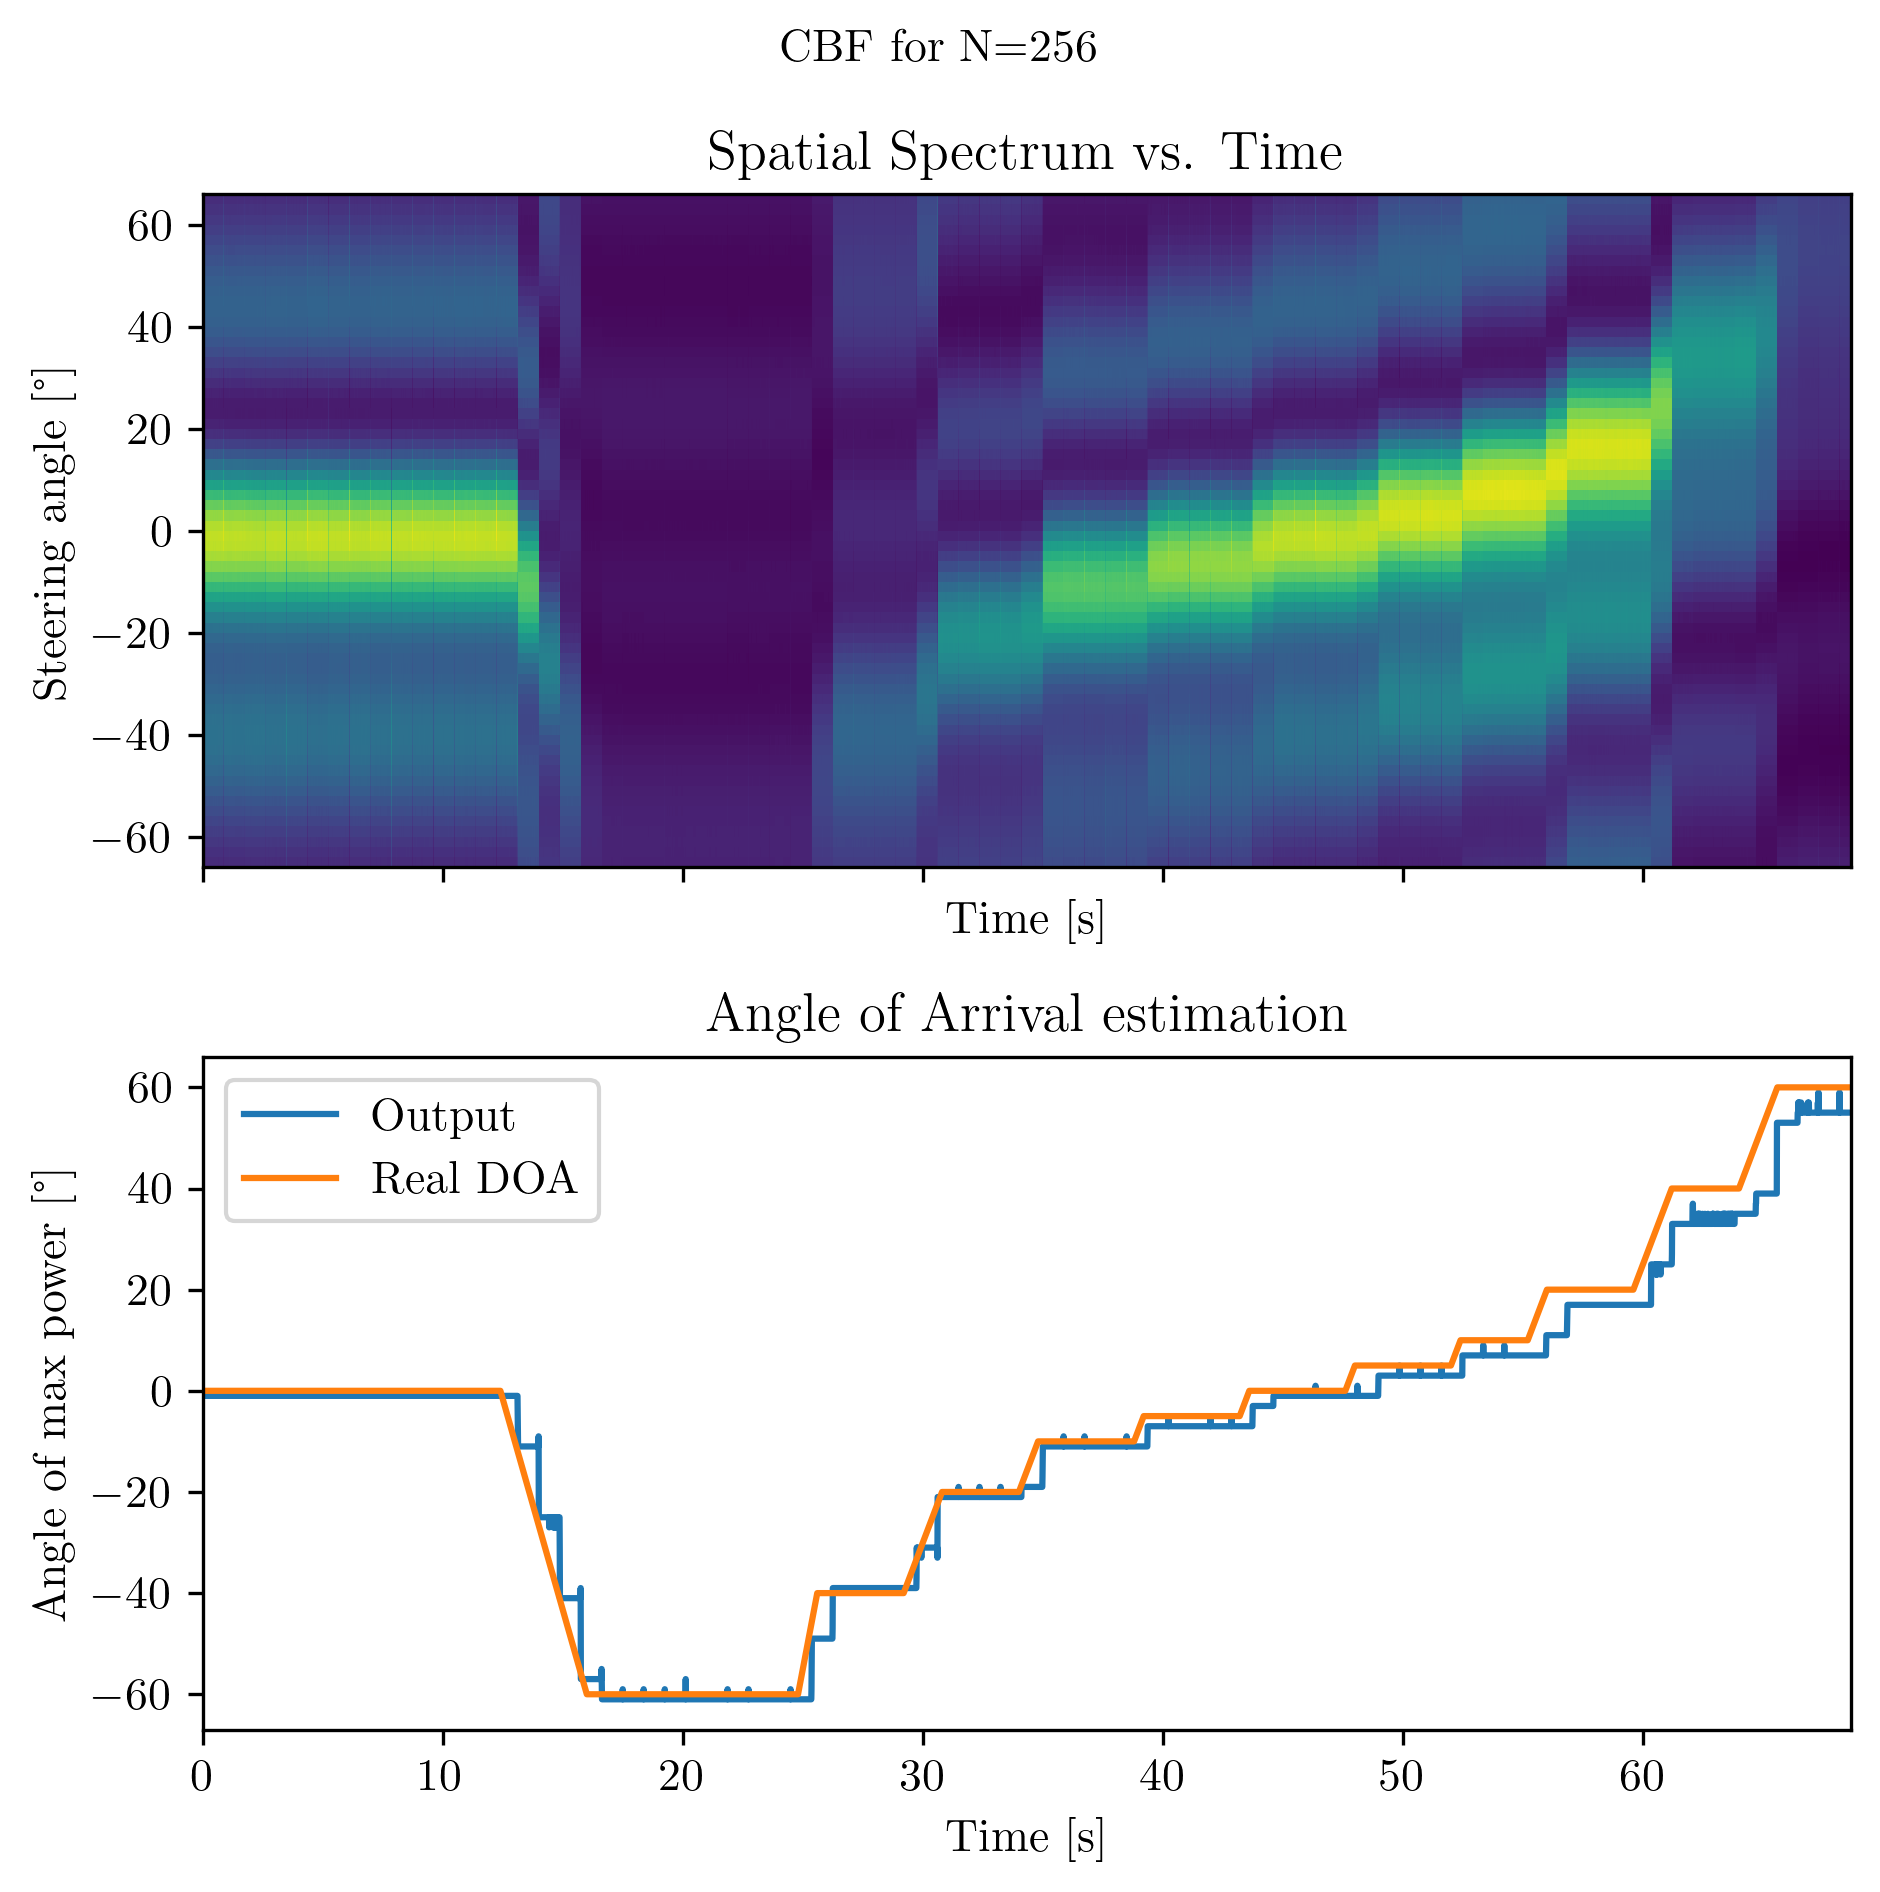 CBF for N=256
Spatial Spectrum vs. Time
60
40
20
0
−20
−40
−60
Steering angle [°]
Time [s]
Angle of Arrival estimation
60
40
20
0
−20
−40
−60
Angle of max power [°]
Output
Real DOA
0 10 20 30 40 50 60
Time [s]